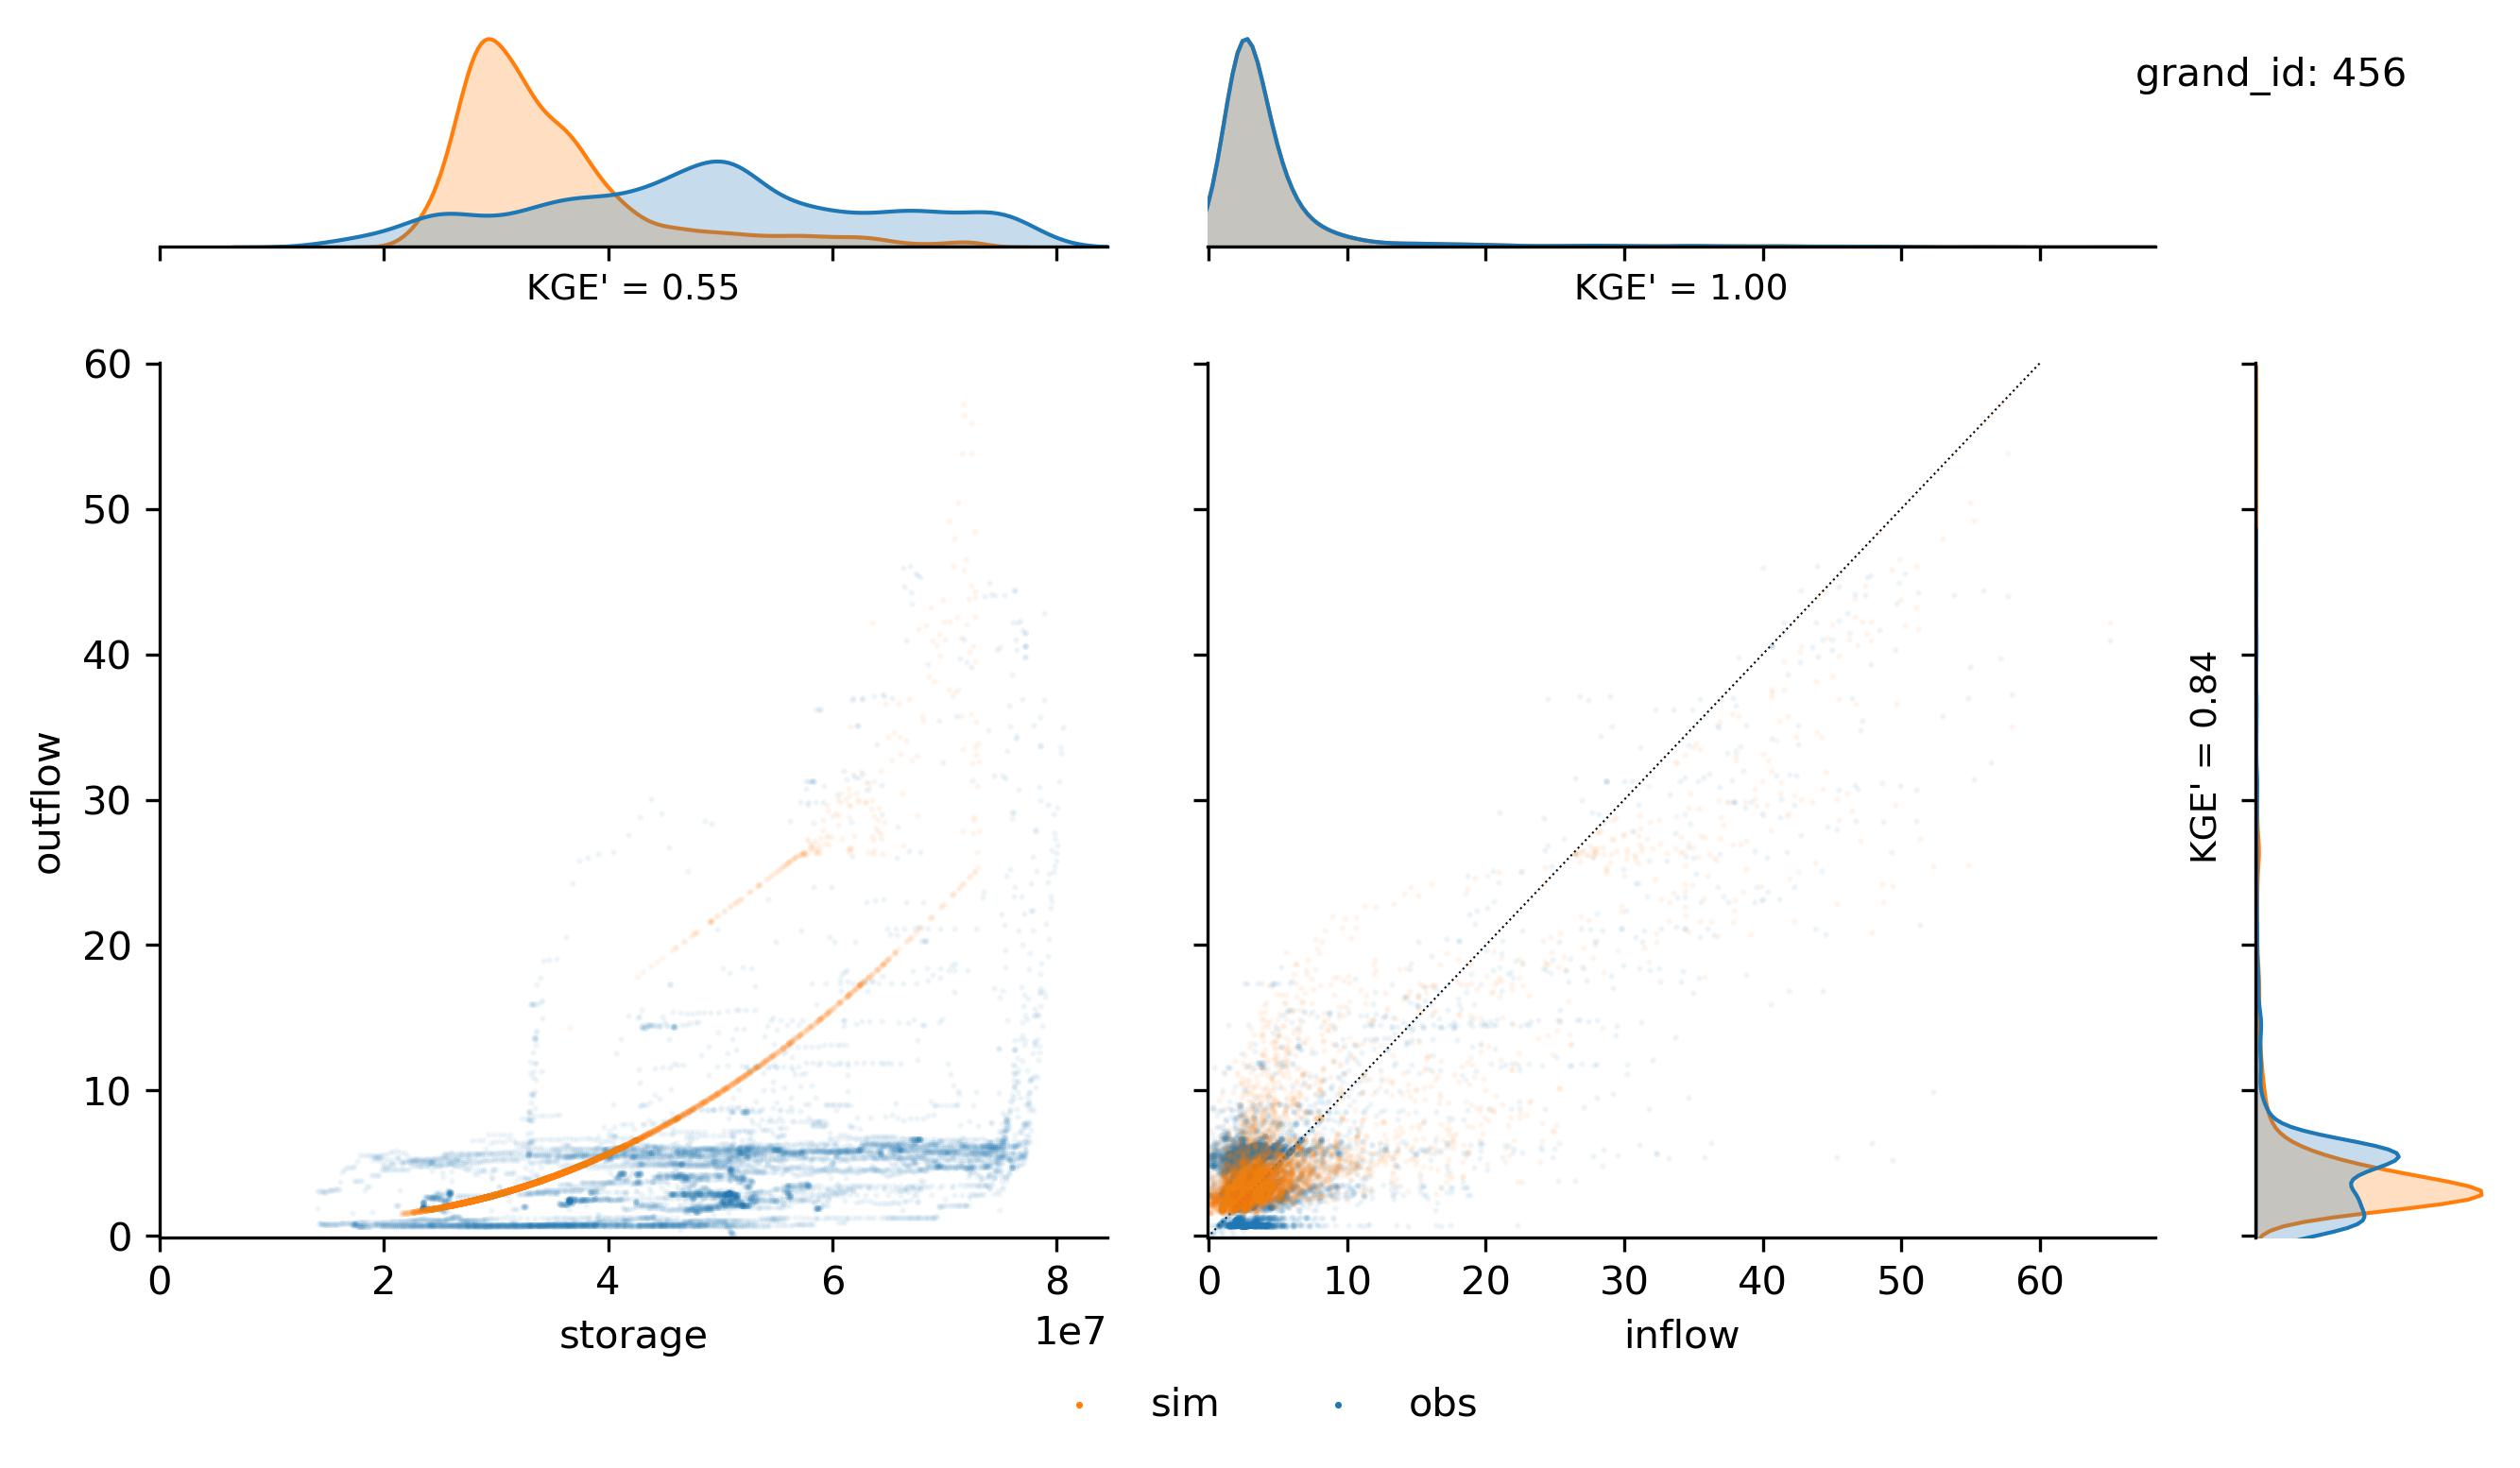 grand_id: 456
KGE' = 0.55
KGE' = 1.00
60
50
40
30
20
10
0
outflow
KGE' = 0.84
0 2 4 6 8
0 10 20 30 40 50 60
storage
1e7
inflow
sim
obs